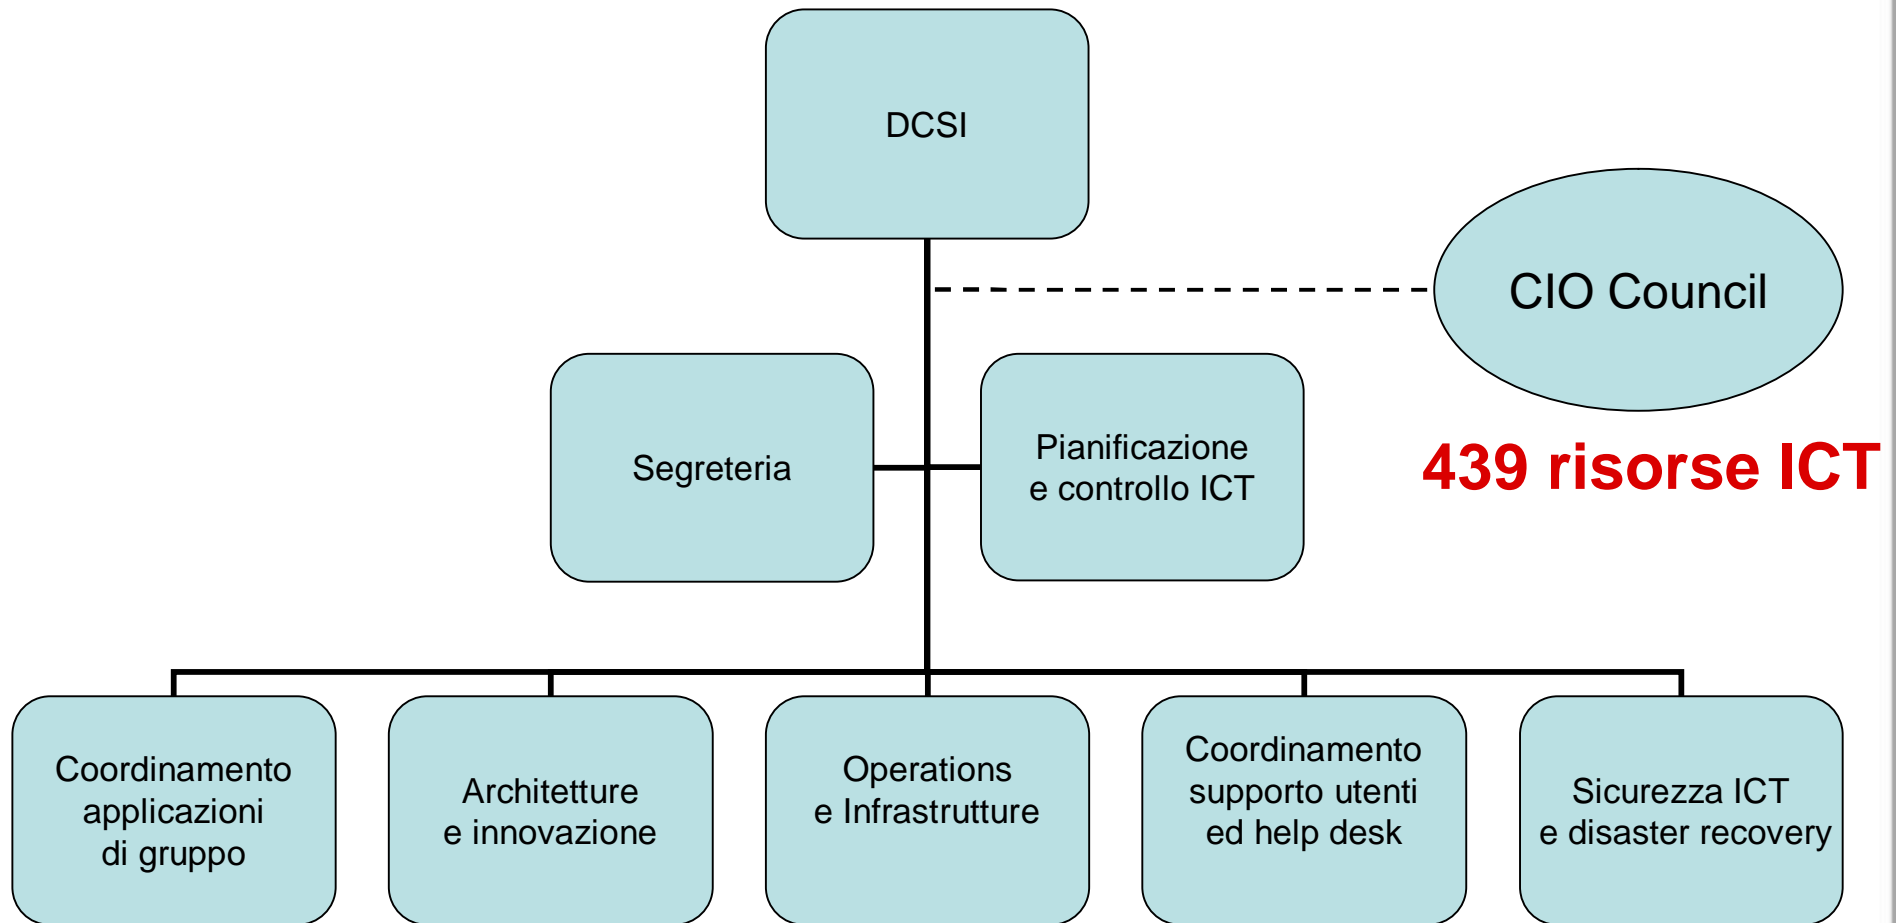 DCSI
CIO Council
Segreteria
Pianificazione
e controllo ICT
439 risorse ICT
Coordinamento
applicazioni
di gruppo
Architetture
e innovazione
Operations
e Infrastrutture
Coordinamento
supporto utenti
ed help desk
Sicurezza ICT
e disaster recovery